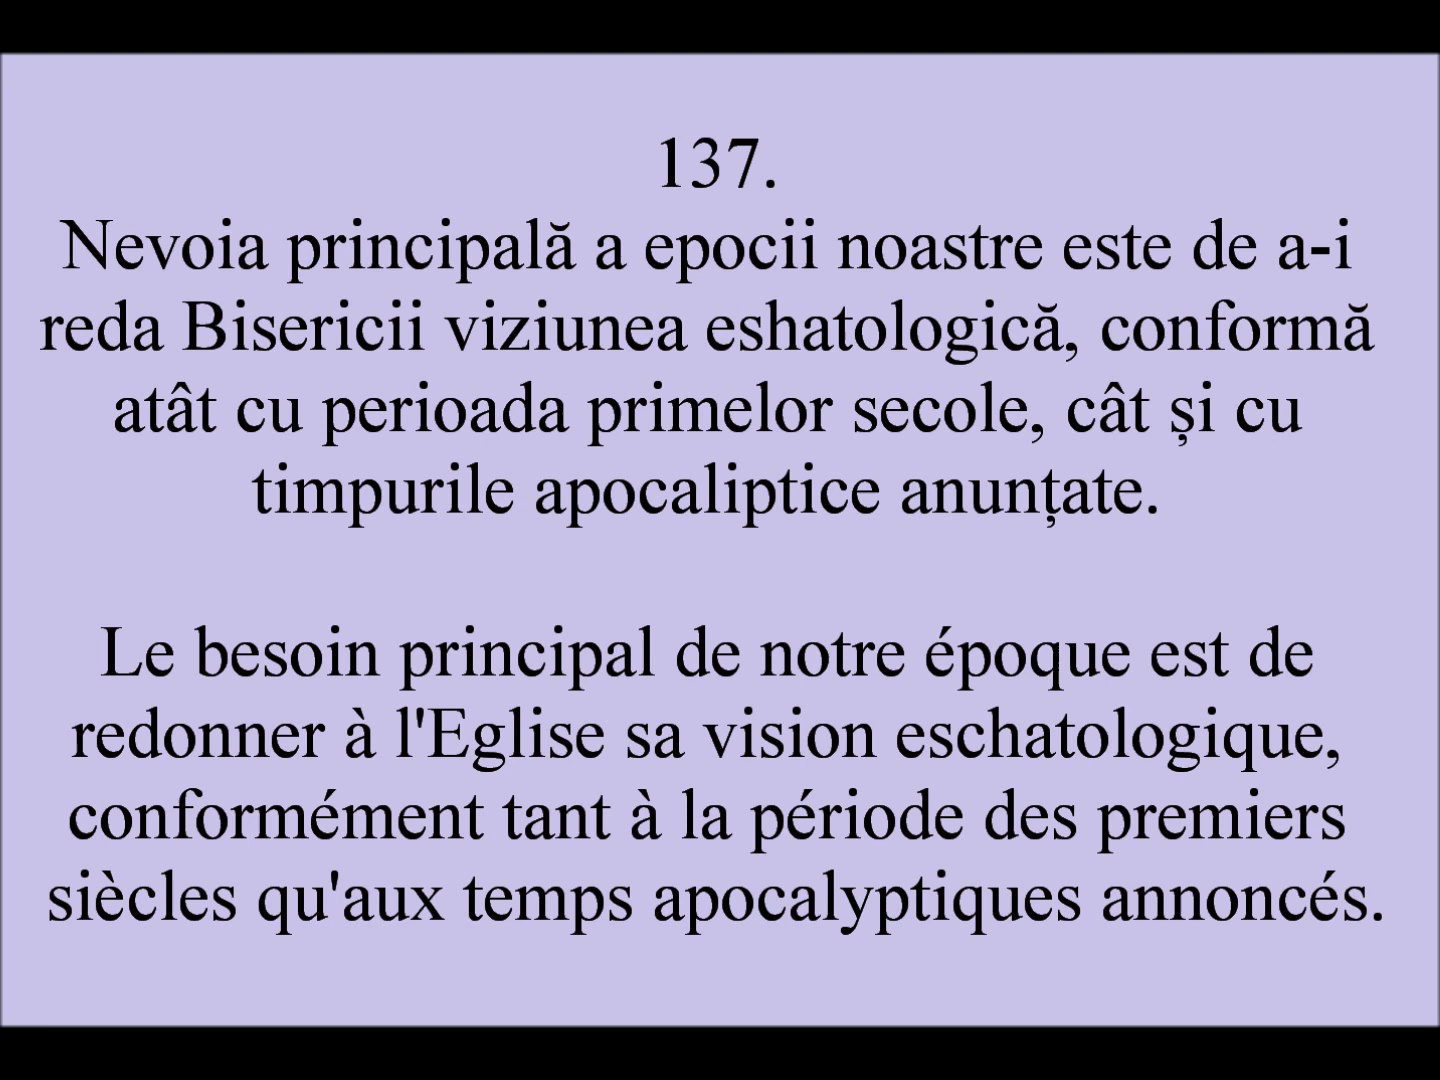 137.
Nevoia principală a epocii noastre este de a-i
reda Bisericii viziunea eshatologică, conformă
atât cu perioada primelor secole, cât și cu
timpurile apocaliptice anunțate.
Le besoin principal de notre époque est de
redonner à l'Eglise sa vision eschatologique,
conformément tant à la période des premiers
siècles qu'aux temps apocalyptiques annoncés.